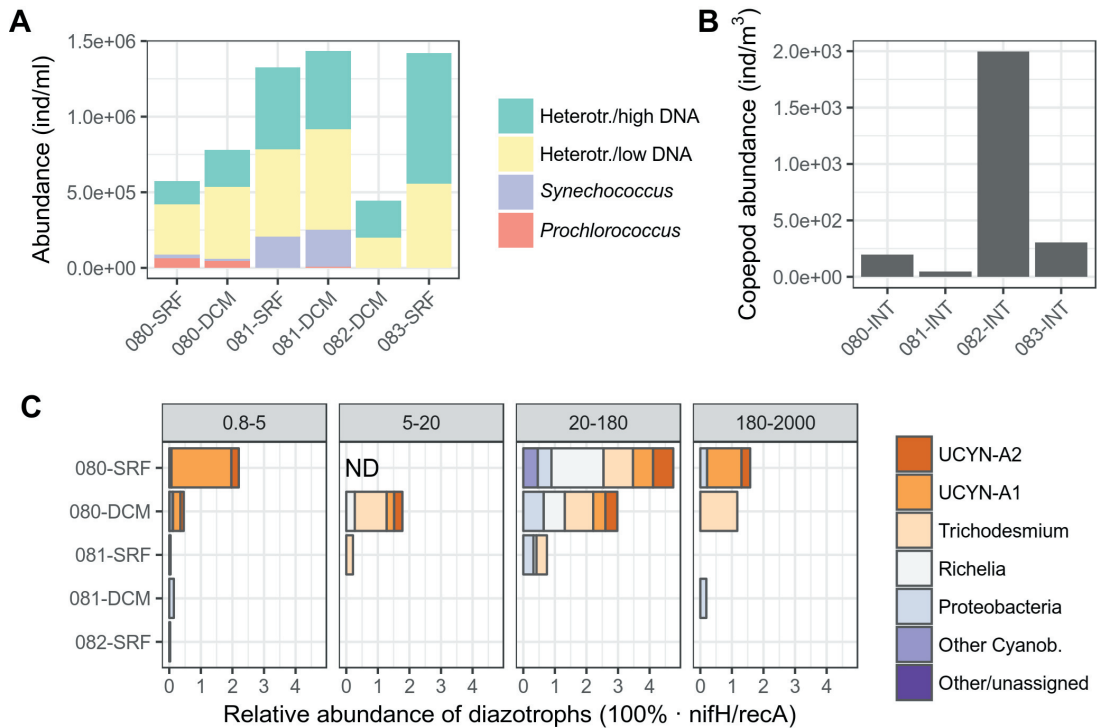 A
Abundance (ind/ml)
1.5e+06
1.0e+06
5.0e+05
0.0e+00
080-SRF
080-DCM
081-SRF
081-DCM
082-DCM
083-SRF
Heterotr./high DNA
Heterotr./low DNA
Synechococcus
Prochlorococcus
B
Copepod abundance (ind/m³)
2.0e+03
1.5e+03
1.0e+03
5.0e+02
0.0e+00
080-INT
081-INT
082-INT
083-INT
C
0.8-5
5-20
20-180
180-2000
080-SRF
ND
080-DCM
081-SRF
081-DCM
082-SRF
0 1 2 3 4
0 1 2 3 4
0 1 2 3 4
0 1 2 3 4
Relative abundance of diazotrophs (100% · nifH/recA)
UCYN-A2
UCYN-A1
Trichodesmium
Richelia
Proteobacteria
Other Cyanob.
Other/unassigned